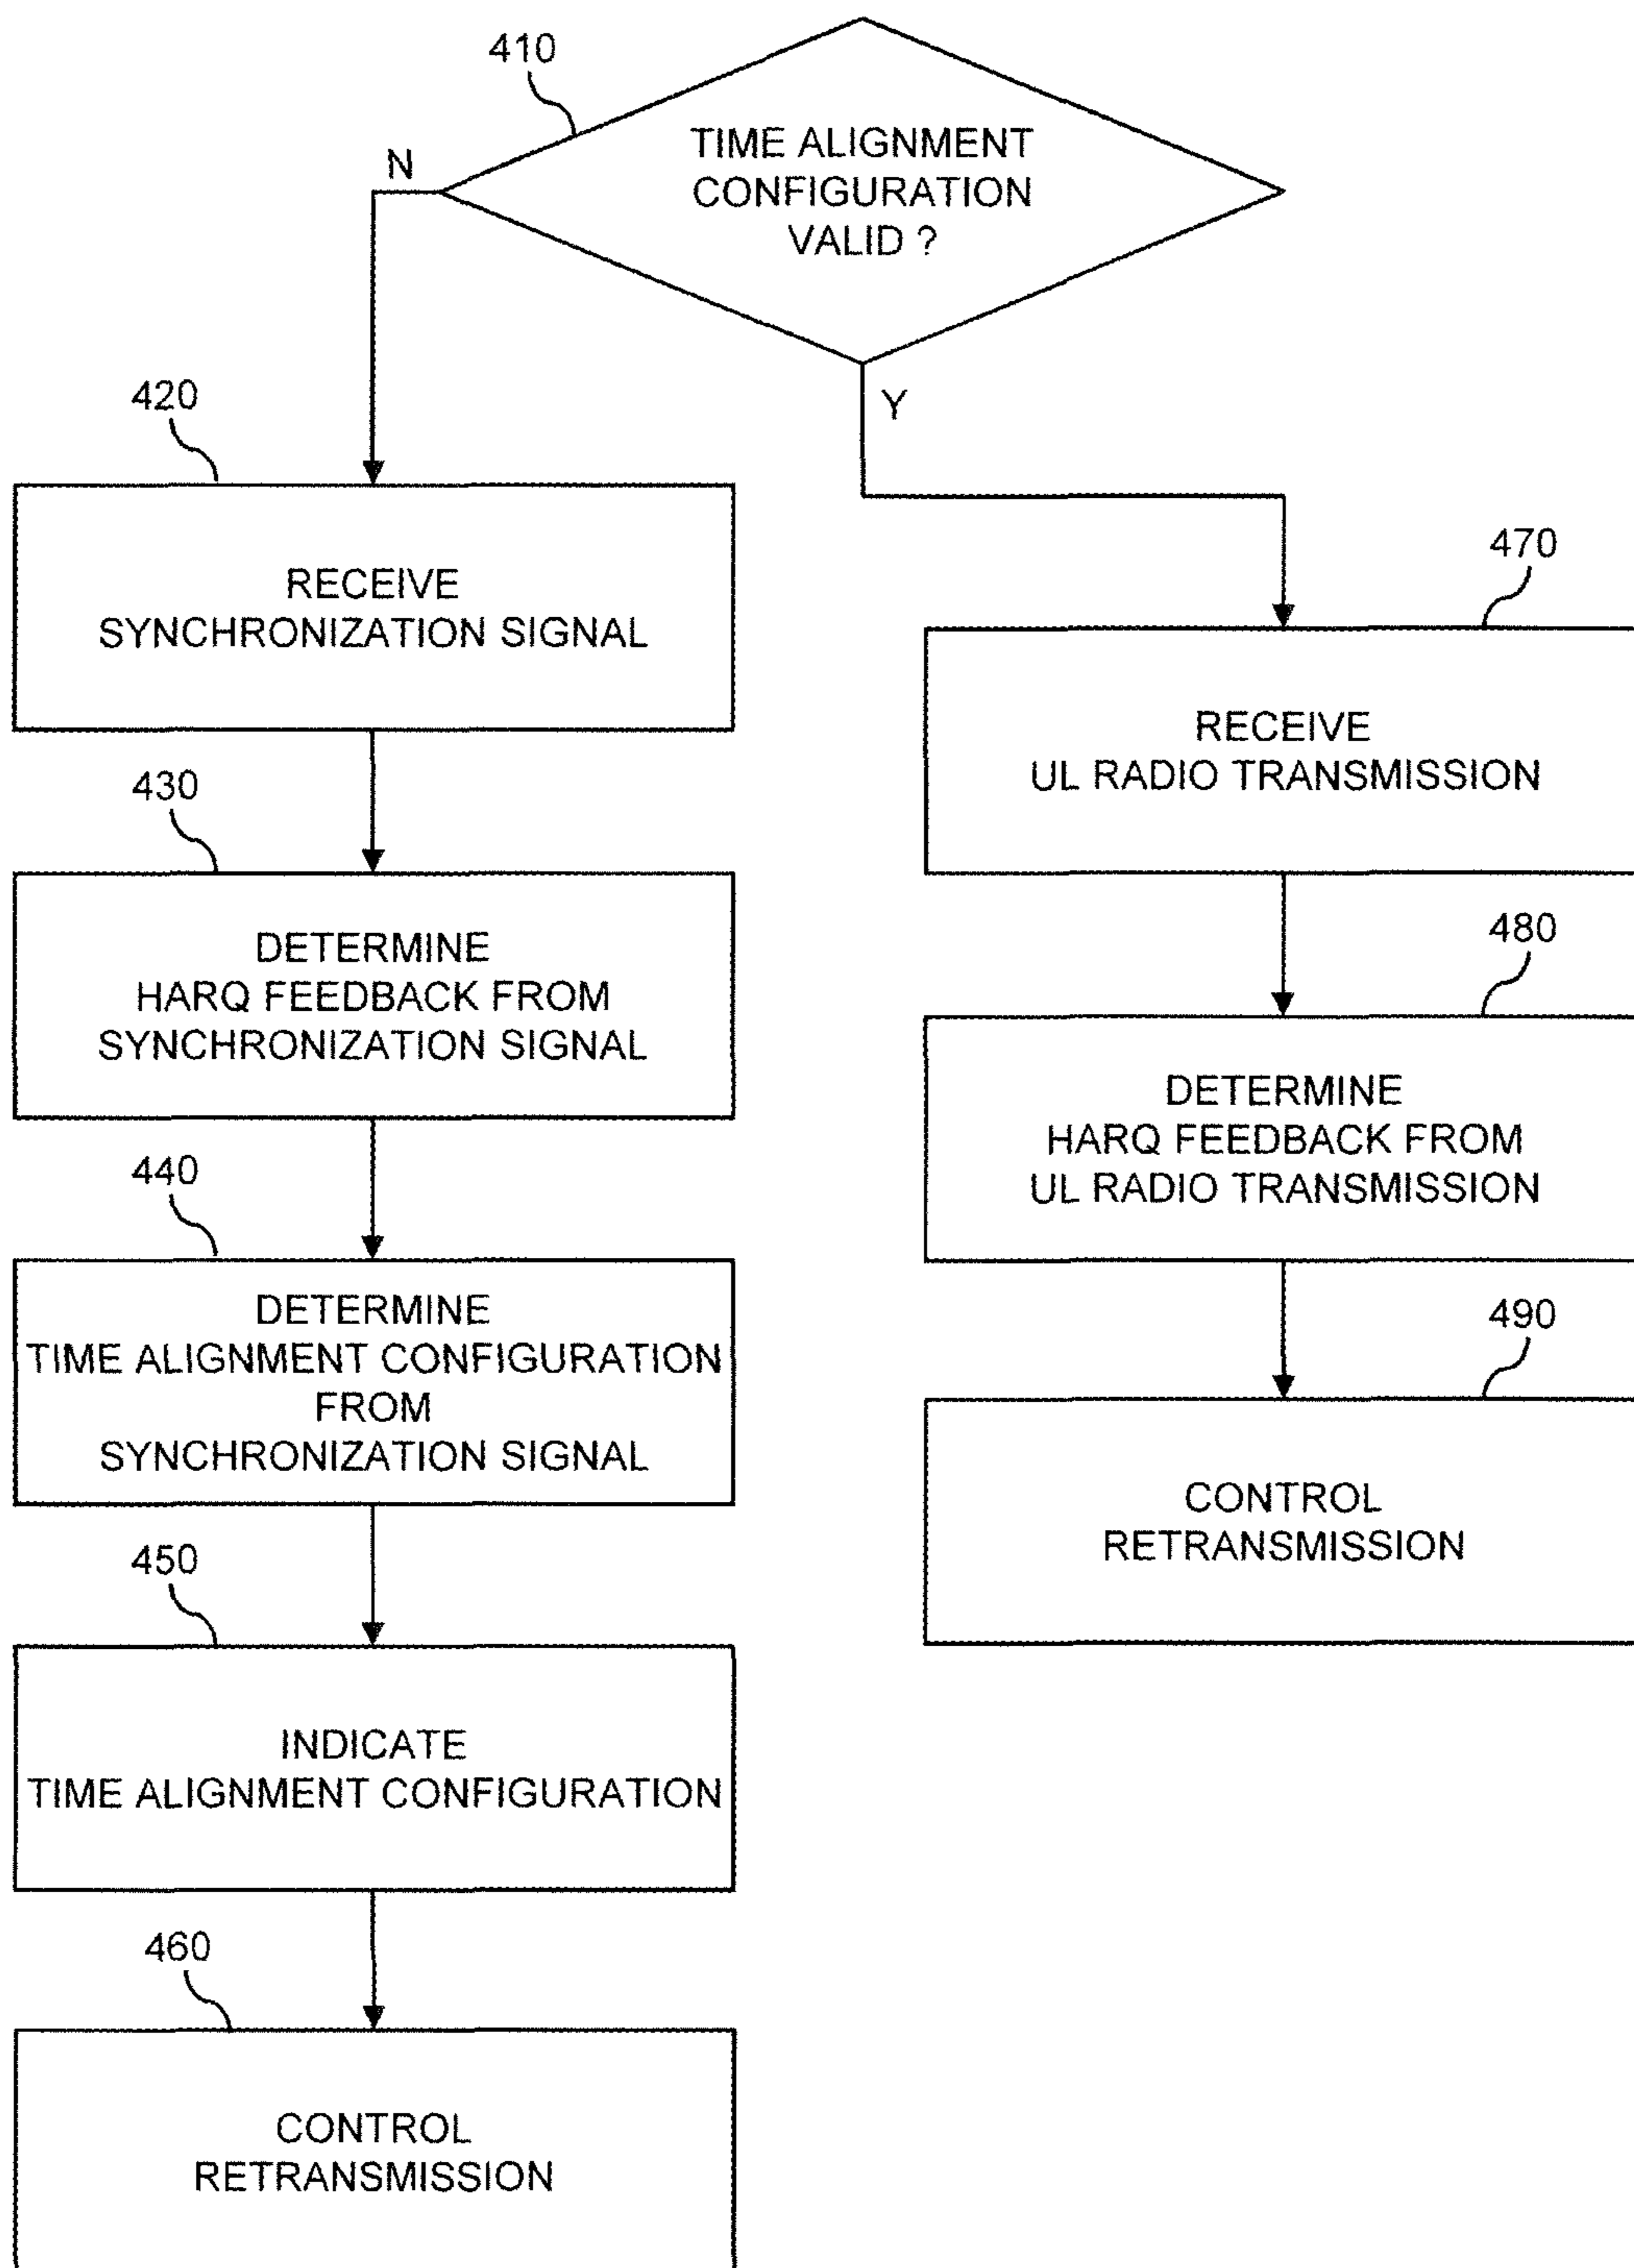 410
TIME ALIGNMENT
CONFIGURATION
VALID ?
N
Y
420
RECEIVE
SYNCHRONIZATION SIGNAL
430
DETERMINE
HARQ FEEDBACK FROM
SYNCHRONIZATION SIGNAL
440
DETERMINE
TIME ALIGNMENT CONFIGURATION
FROM
SYNCHRONIZATION SIGNAL
450
INDICATE
TIME ALIGNMENT CONFIGURATION
460
CONTROL
RETRANSMISSION
470
RECEIVE
UL RADIO TRANSMISSION
480
DETERMINE
HARQ FEEDBACK FROM
UL RADIO TRANSMISSION
490
CONTROL
RETRANSMISSION